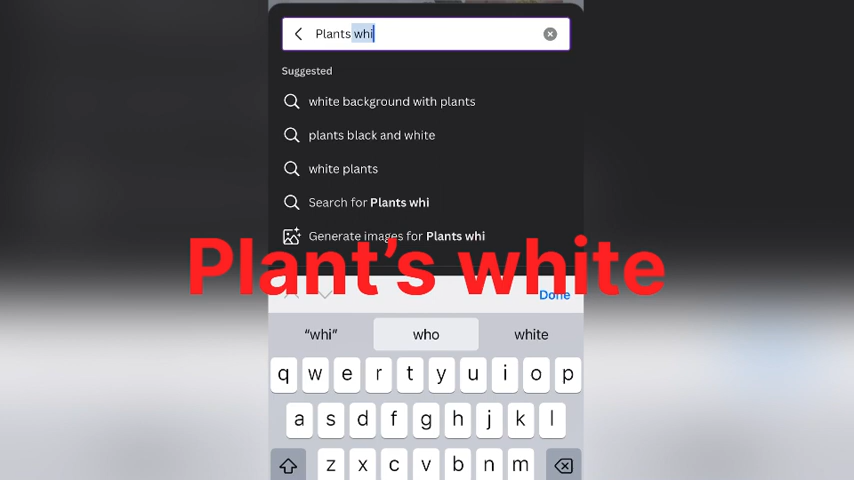 Plants whi
Suggested
white background with plants
plants black and white
white plants
Search for Plants whi
Generate images for Plants whi
Plant’s white
Done
“whi” who white
q w e r t y u i o p
a s d f g h j k l
z x c v b n m